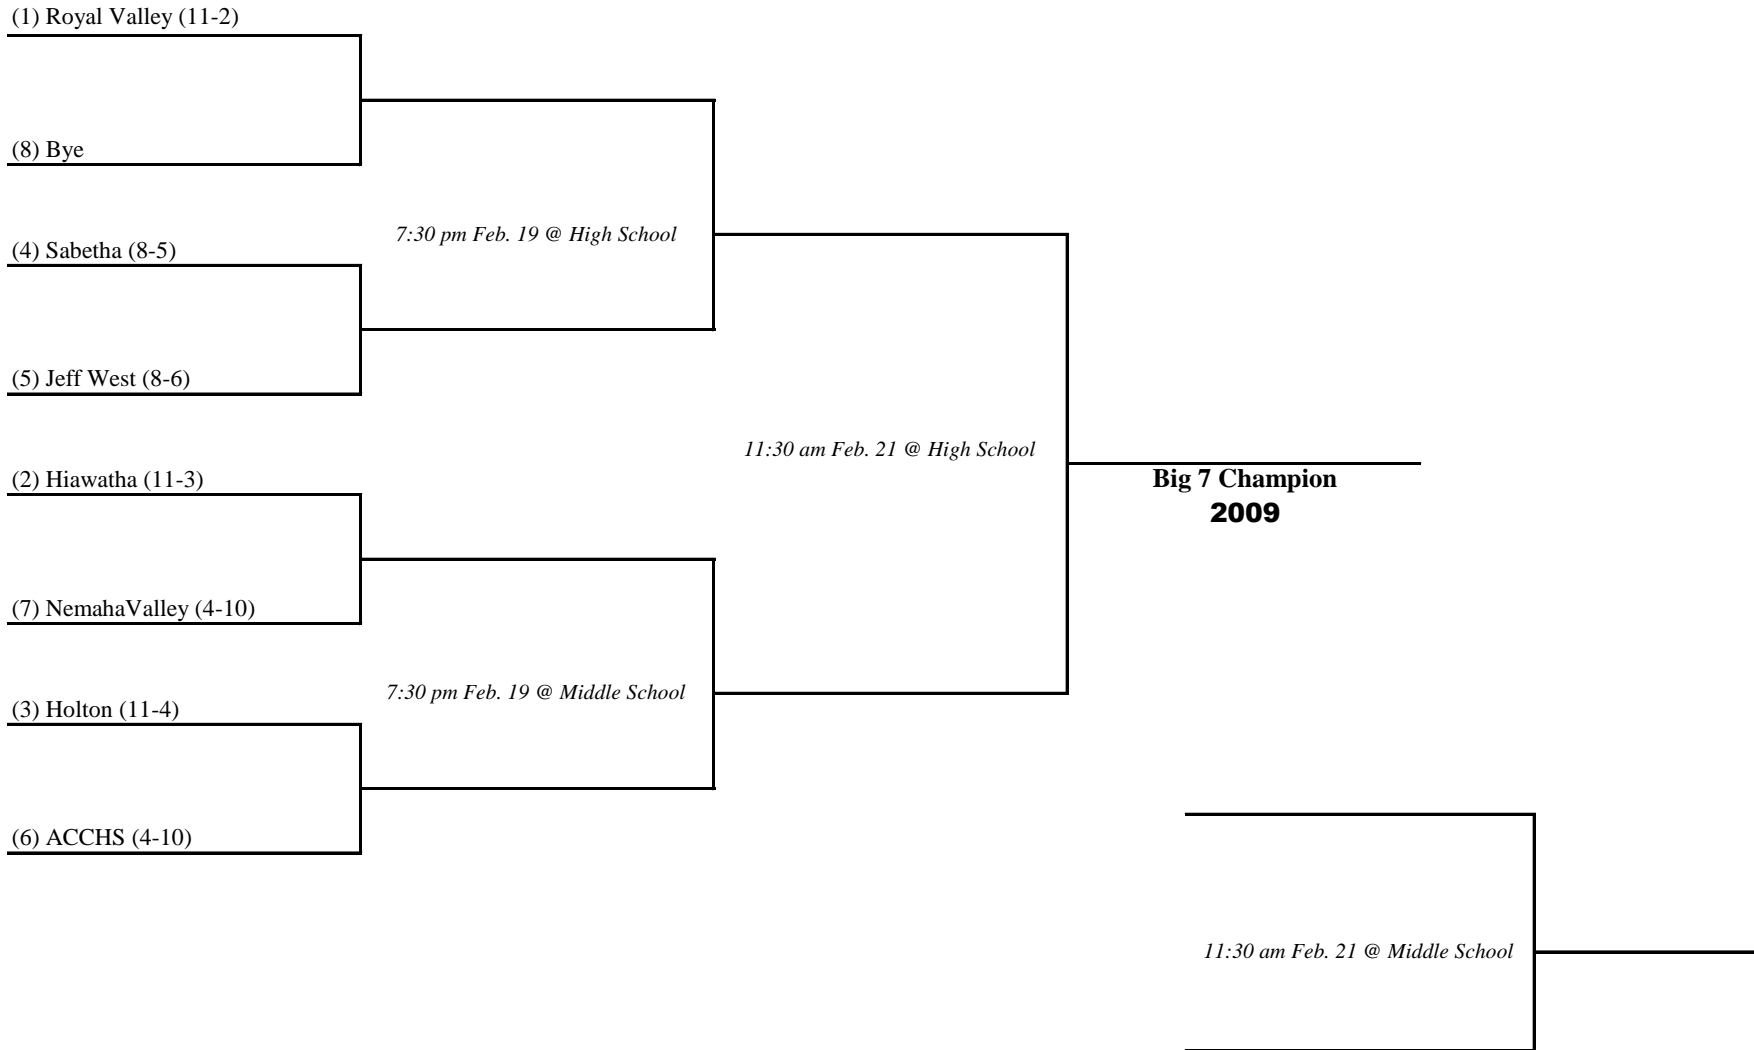 (1) Royal Valley (11-2)
(8) Bye
7:30 pm Feb. 19 @ High School
(4) Sabetha (8-5)
(5) Jeff West (8-6)
11:30 am Feb. 21 @ High School
(2) Hiawatha (11-3)
Big 7 Champion
2009
(7) NemahaValley (4-10)
7:30 pm Feb. 19 @ Middle School
(3) Holton (11-4)
(6) ACCHS (4-10)
11:30 am Feb. 21 @ Middle School